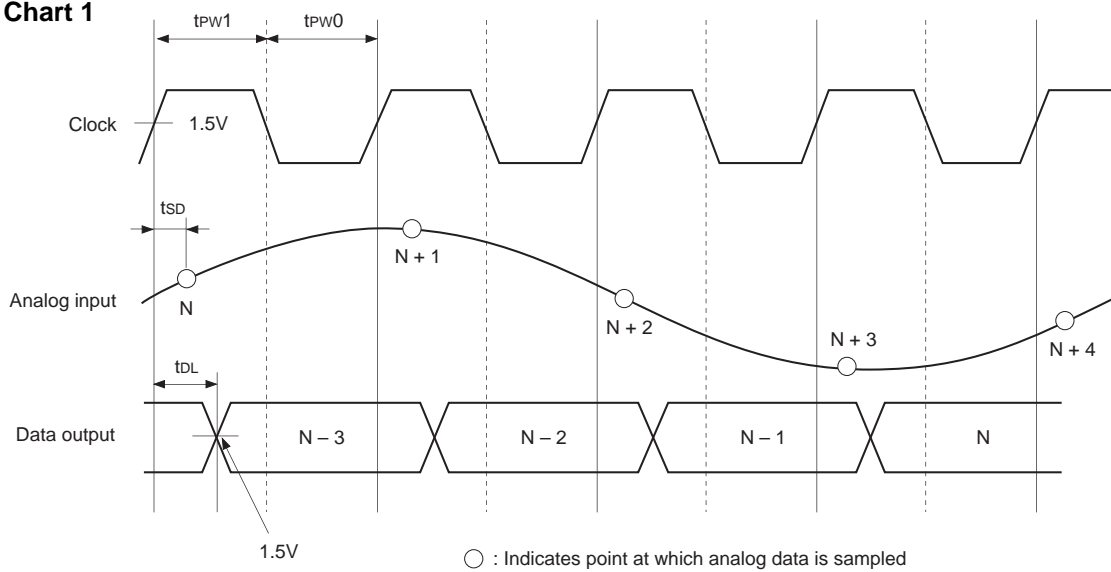 Chart 1
tPW1
tPW0
Clock
1.5V
tSD
N + 1
Analog input
N
N + 2
N + 3
N + 4
tDL
Data output
N – 3
N – 2
N – 1
N
1.5V
: Indicates point at which analog data is sampled